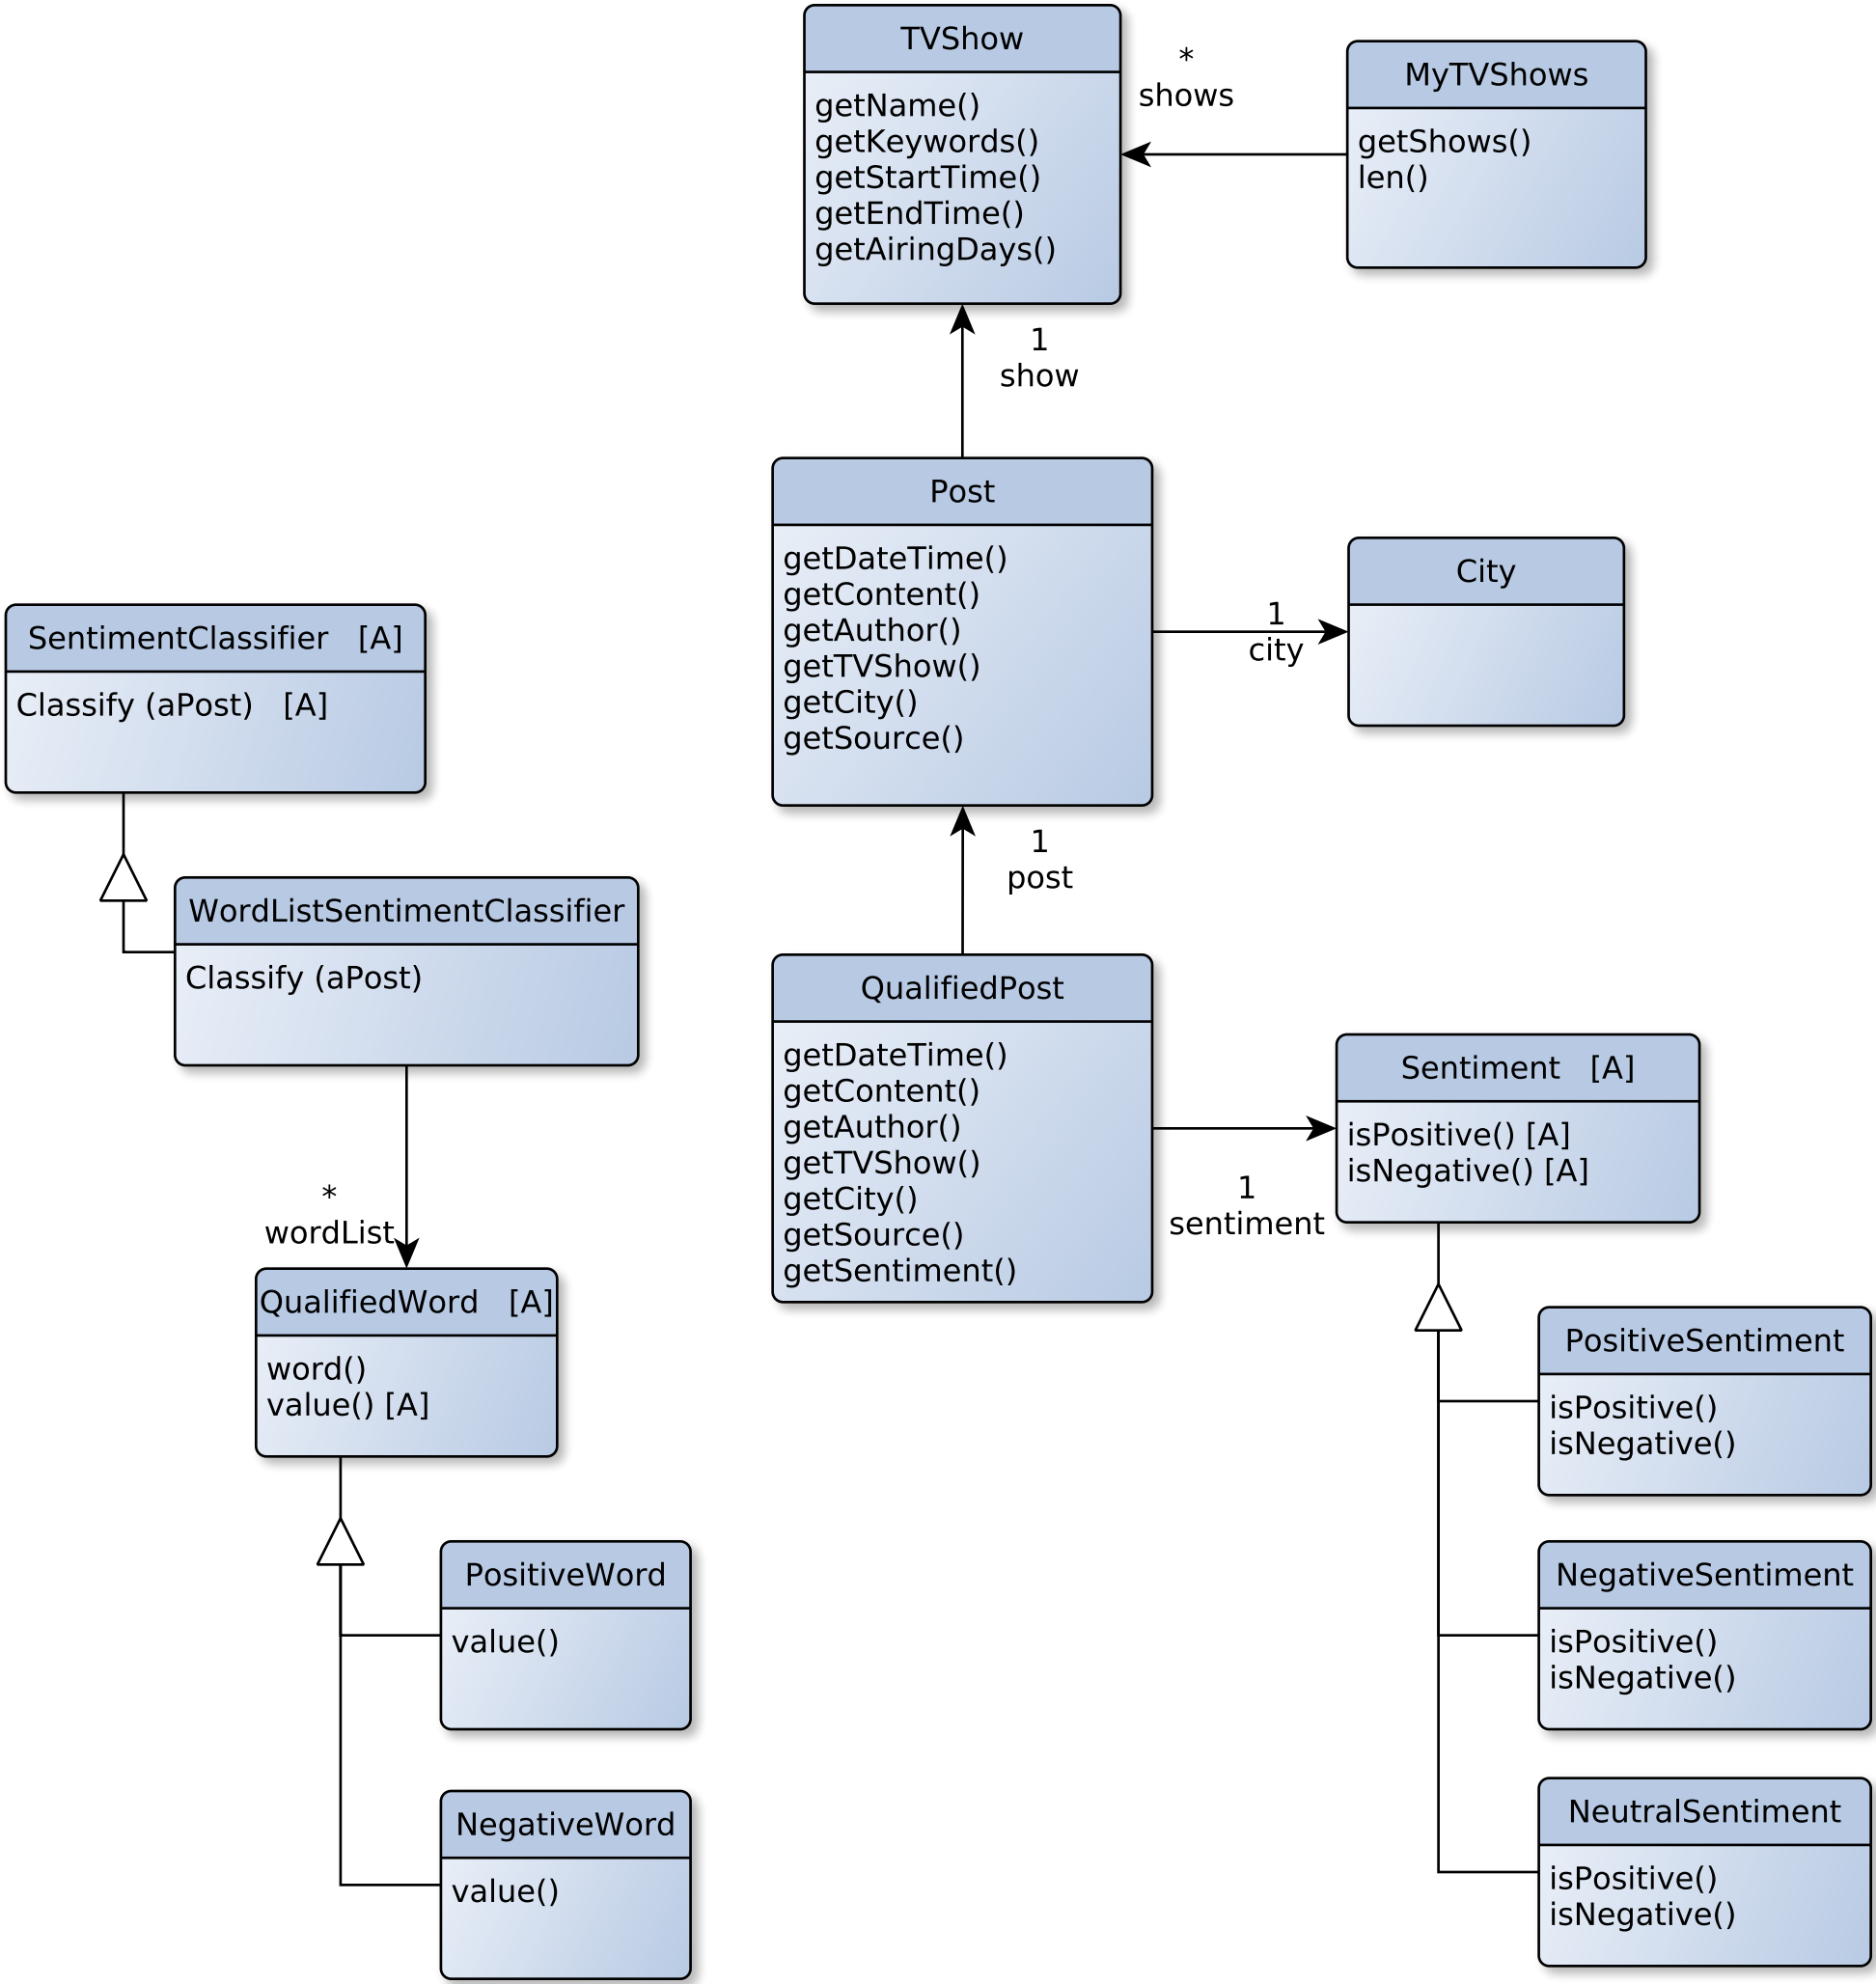 TVShow
getName()
getKeywords()
getStartTime()
getEndTime()
getAiringDays()
*
shows
MyTVShows
getShows()
len()
1
show
Post
getDateTime()
getContent()
getAuthor()
getTVShow()
getCity()
getSource()
1
city
City
SentimentClassifier [A]
Classify (aPost) [A]
WordListSentimentClassifier
Classify (aPost)
1
post
QualifiedPost
getDateTime()
getContent()
getAuthor()
getTVShow()
getCity()
getSource()
getSentiment()
1
sentiment
Sentiment [A]
isPositive() [A]
isNegative() [A]
*
wordList
QualifiedWord [A]
word()
value() [A]
PositiveWord
value()
NegativeWord
value()
PositiveSentiment
isPositive()
isNegative()
NegativeSentiment
isPositive()
isNegative()
NeutralSentiment
isPositive()
isNegative()